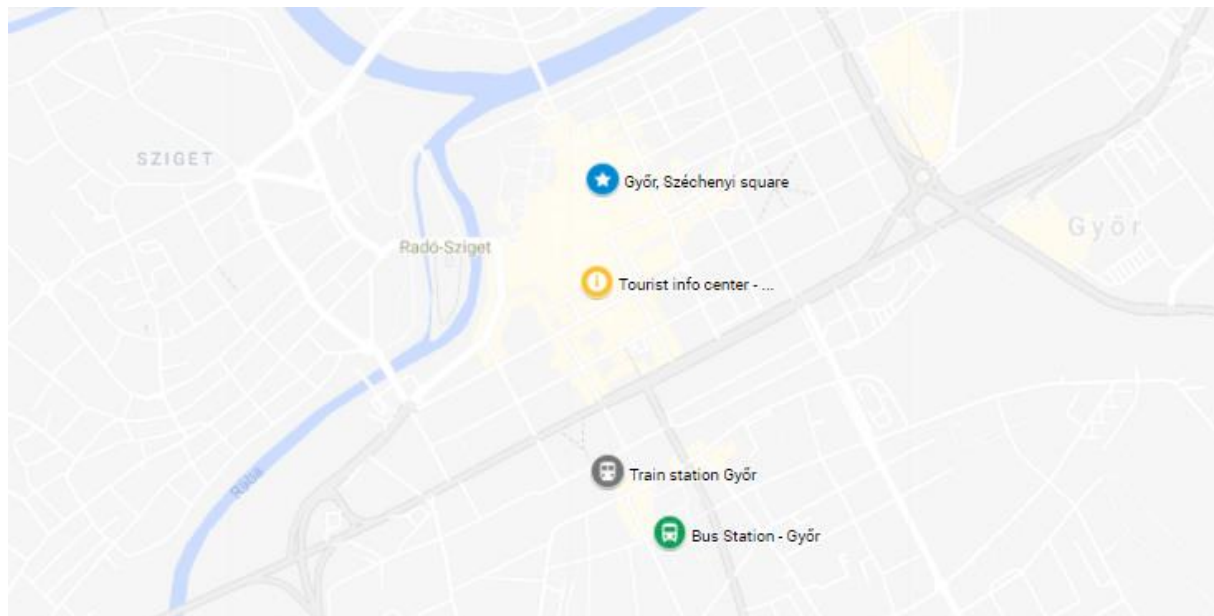 SZIGET
Győr, Széchenyi square
Győr
Radó-Sziget
Tourist info center - ...
Rába
Train station Győr
Bus Station - Győr